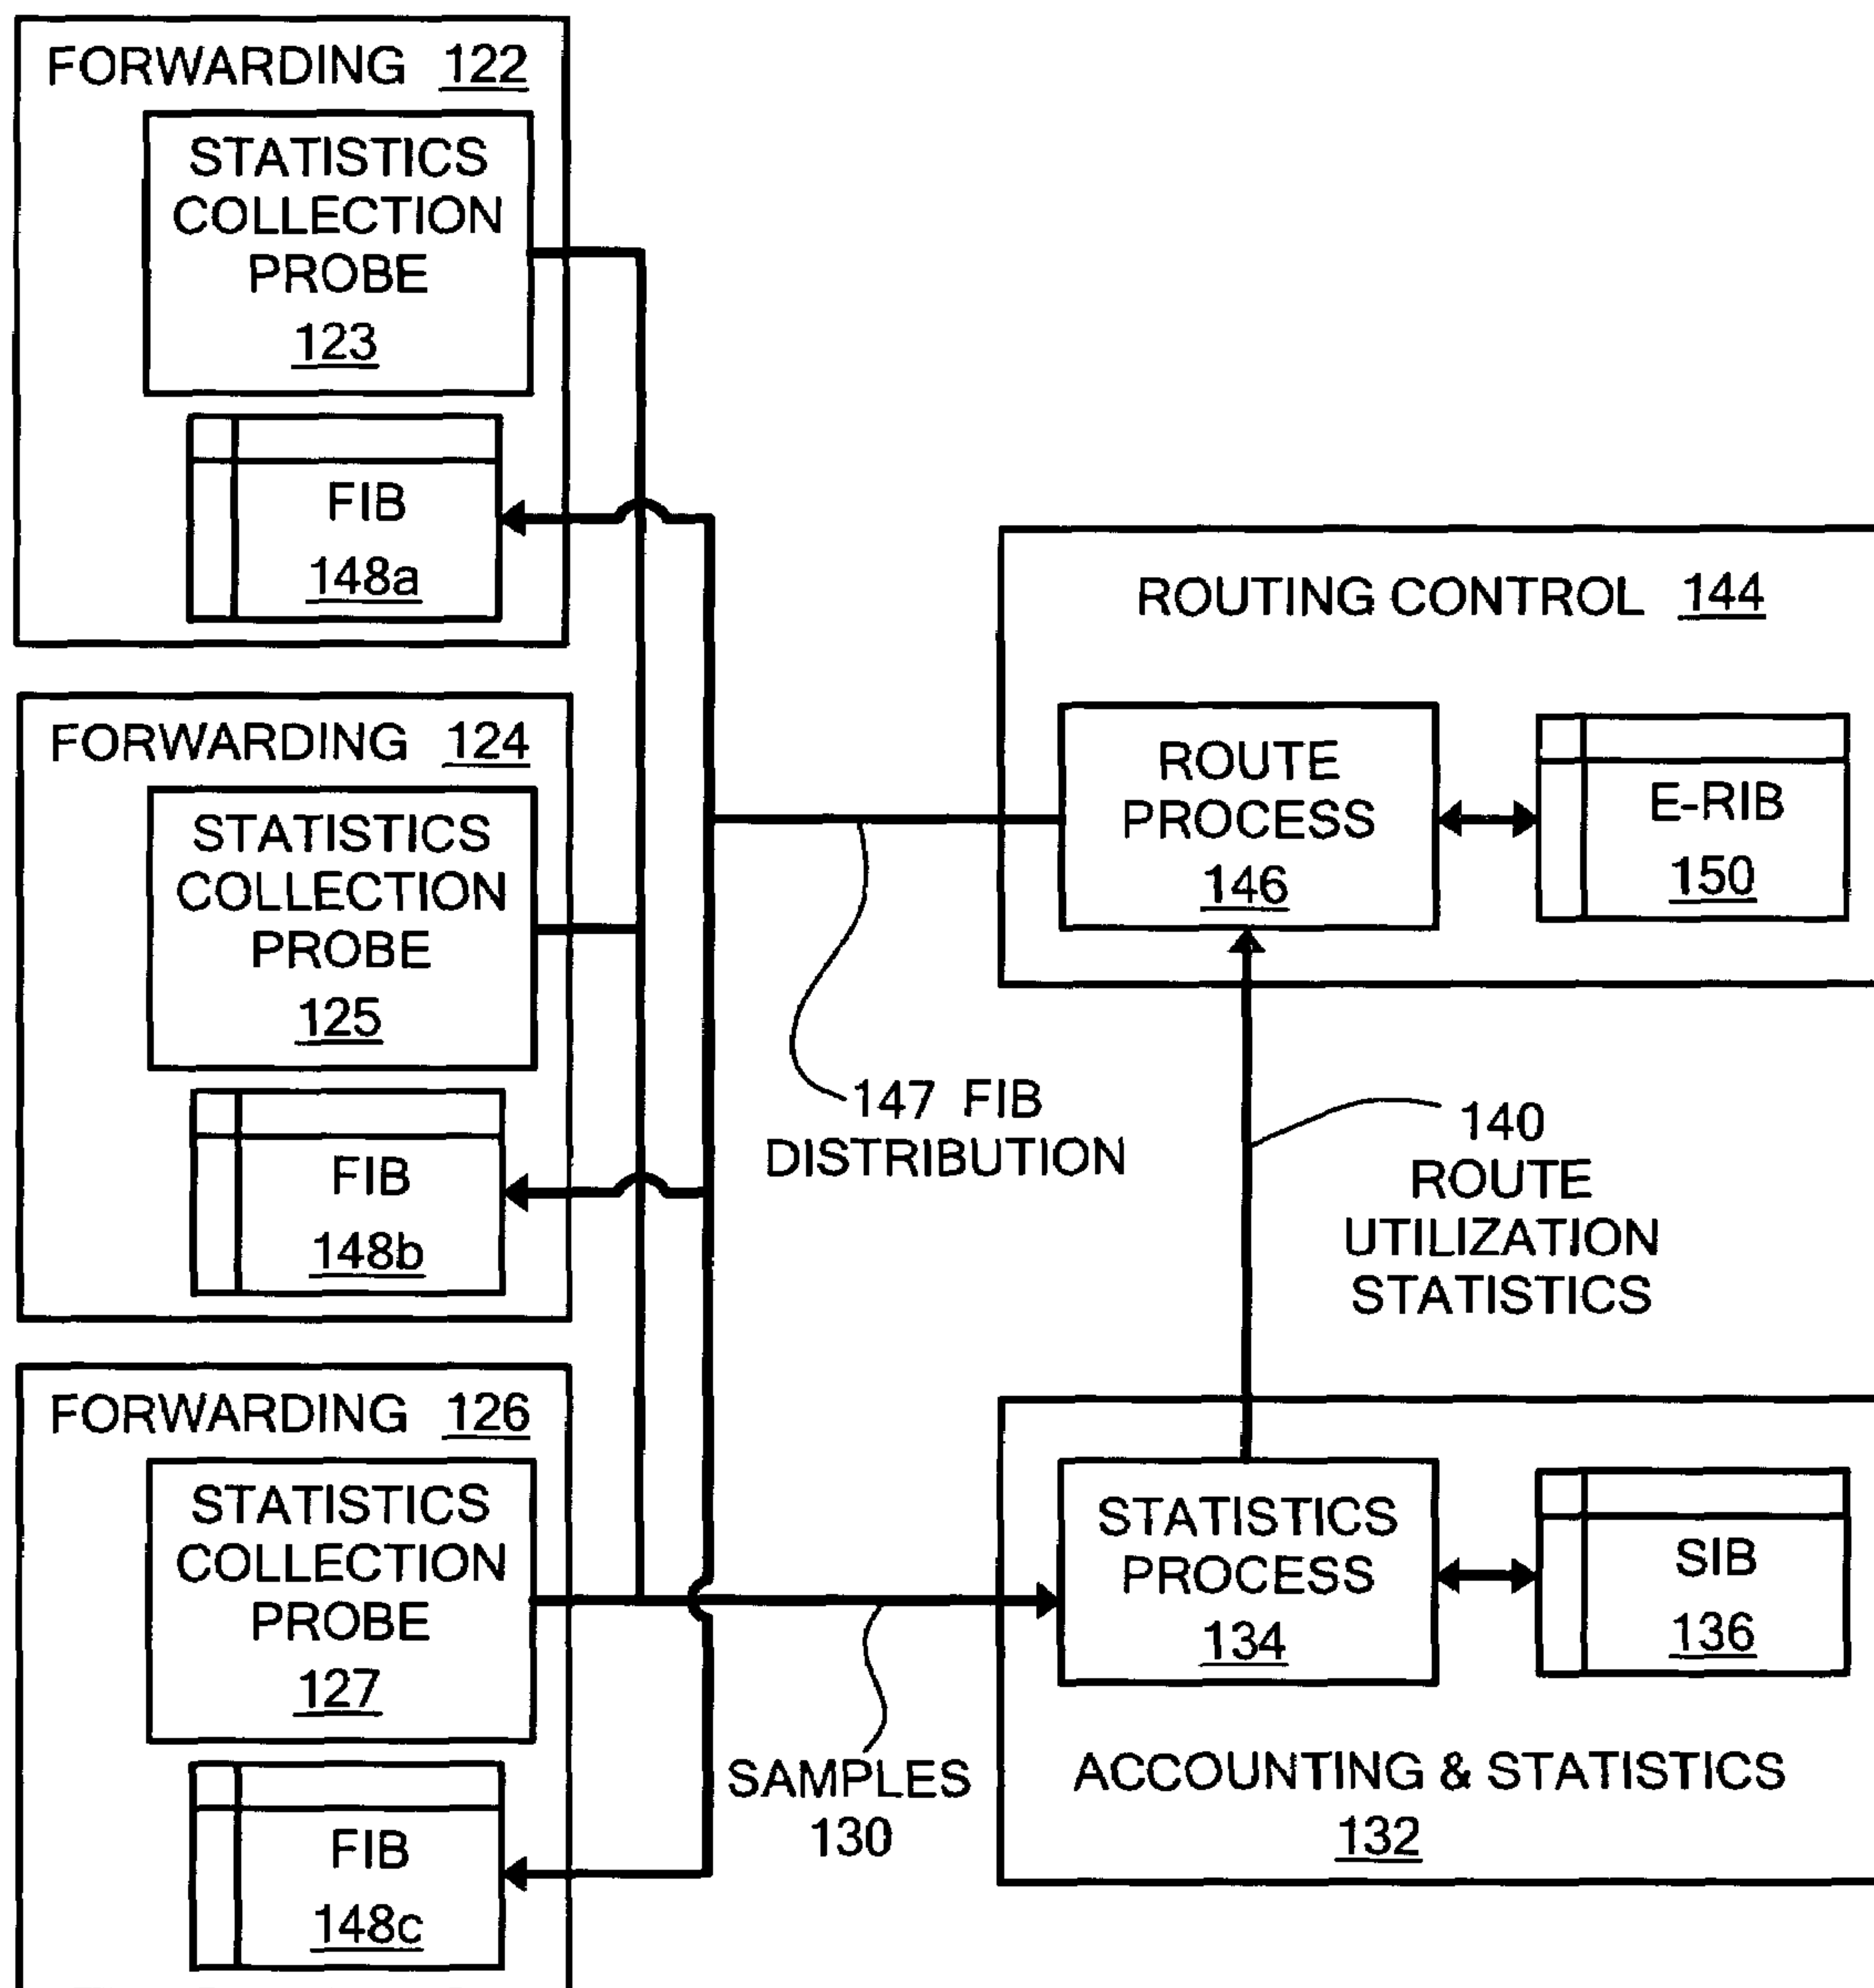 FORWARDING 122
STATISTICS
COLLECTION
PROBE
123
FIB
148a
FORWARDING 124
STATISTICS
COLLECTION
PROBE
125
FIB
148b
FORWARDING 126
STATISTICS
COLLECTION
PROBE
127
FIB
148c
147 FIB
DISTRIBUTION
SAMPLES
130
ROUTING CONTROL 144
ROUTE
PROCESS
146
E-RIB
150
140
ROUTE
UTILIZATION
STATISTICS
STATISTICS
PROCESS
134
SIB
136
ACCOUNTING & STATISTICS
132